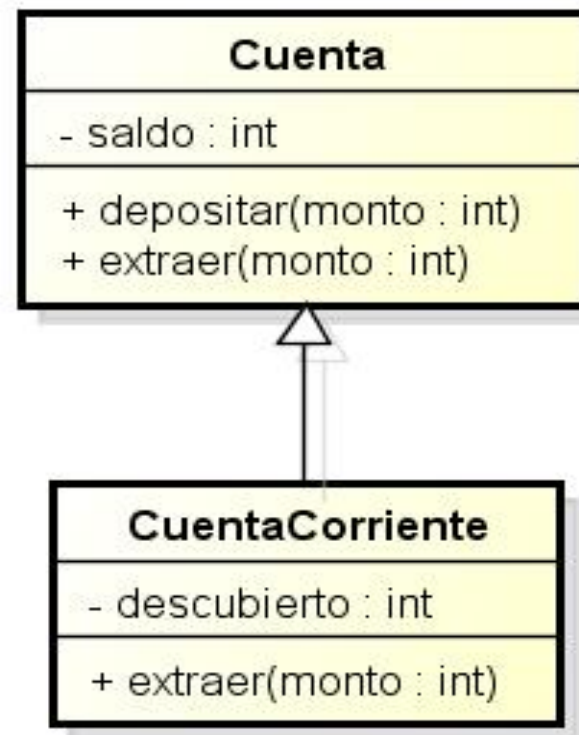 Cuenta
- saldo : int
+ depositar(monto : int)
+ extraer(monto : int)
CuentaCorriente
- descubierto : int
+ extraer(monto : int)